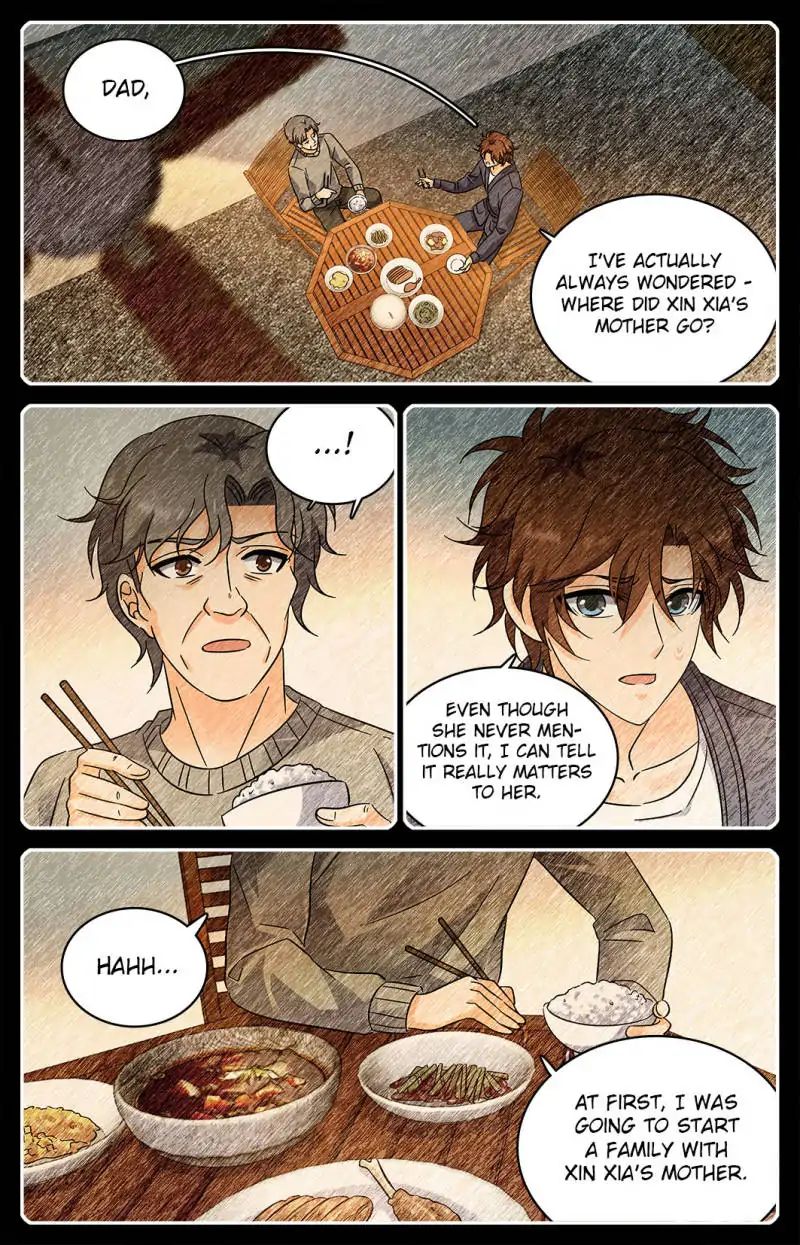 DAD,
I'VE ACTUALLY
ALWAYS WONDERED -
WHERE DID XIN XIA'S
MOTHER GO?
...!
EVEN THOUGH
SHE NEVER MEN-
TIONS IT, I CAN TELL
IT REALLY MATTERS
TO HER.
HAHH...
AT FIRST, I WAS
GOING TO START
A FAMILY WITH
XIN XIA'S MOTHER.